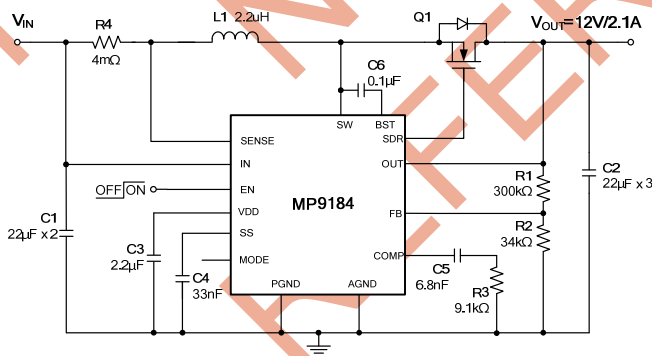 VIN
R4
4mΩ
L1 2.2uH
Q1
VOUT=12V/2.1A
C6
0.1µF
SW
BST
SDR
SENSE
IN
OUT
OFF ON
EN
MP9184
R1
300kΩ
C2
22µF x 3
C1
22µF x 2
VDD
FB
SS
R2
34kΩ
C3
2.2µF
MODE
COMP
C4
33nF
C5
6.8nF
R3
9.1kΩ
PGND
AGND